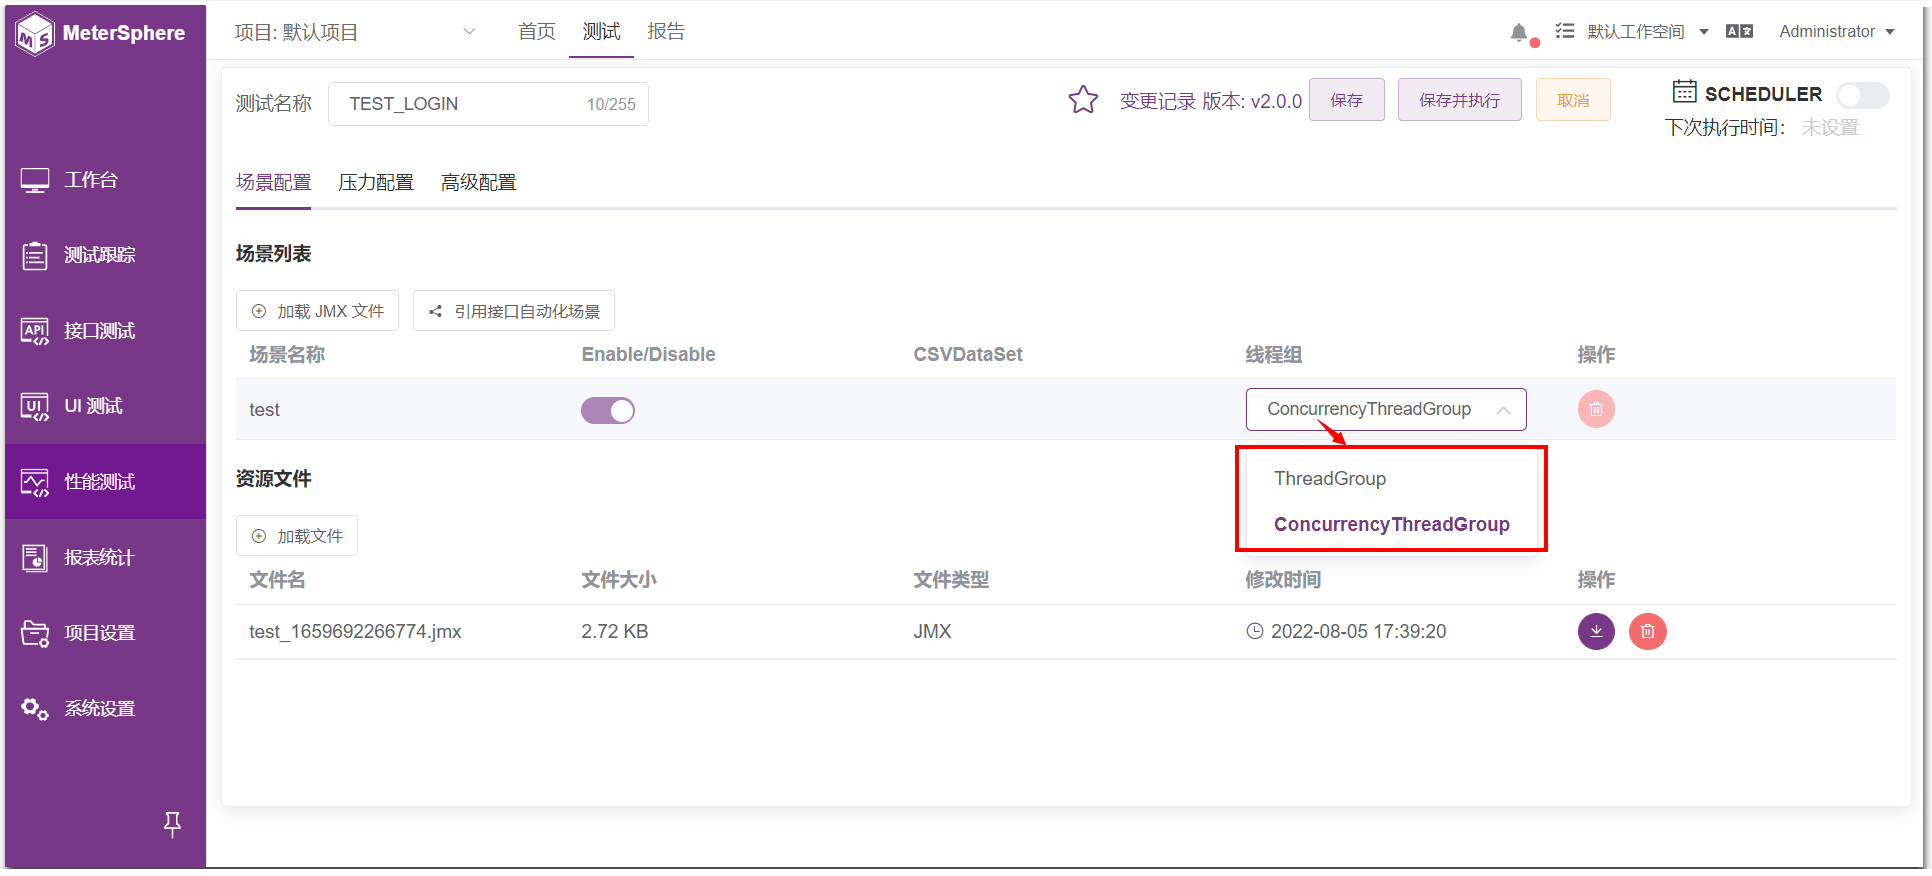 MeterSphere
项目: 默认项目
首页
测试
报告
默认工作空间
Administrator
测试名称
TEST_LOGIN
10/255
变更记录 版本: v2.0.0
保存
保存并执行
取消
SCHEDULER
下次执行时间：
未设置
工作台
测试跟踪
API
接口测试
UI
UI 测试
性能测试
报表统计
项目设置
系统设置
场景配置
压力配置
高级配置
场景列表
加载 JMX 文件
引用接口自动化场景
场景名称
Enable/Disable
CSVDataSet
线程组
操作
test
ConcurrencyThreadGroup
ThreadGroup
ConcurrencyThreadGroup
资源文件
加载文件
文件名
文件大小
文件类型
修改时间
操作
test_1659692266774.jmx
2.72 KB
JMX
2022-08-05 17:39:20